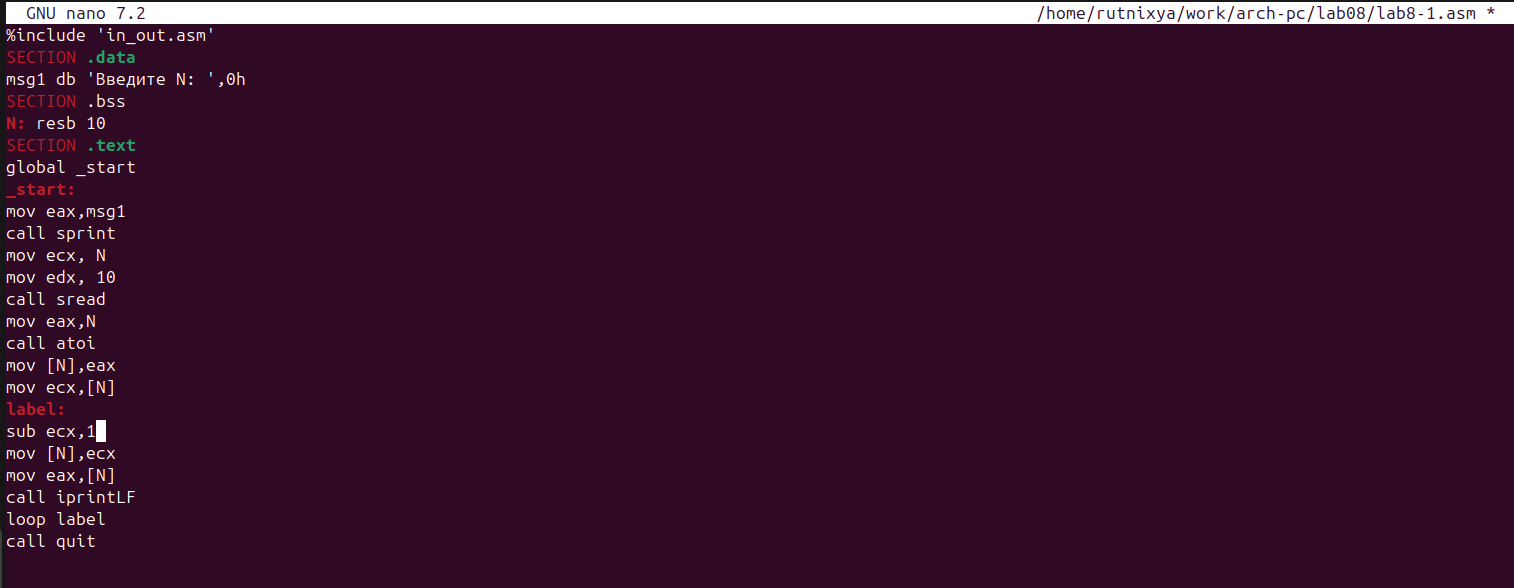 GNU nano 7.2 /home/rutnixya/work/arch-pc/lab08/lab8-1.asm *
%include 'in_out.asm'
SECTION .data
msg1 db 'Введите N: ',0h
SECTION .bss
N: resb 10
SECTION .text
global _start
_start:
mov eax,msg1
call sprint
mov ecx, N
mov edx, 10
call sread
mov eax,N
call atoi
mov [N],eax
mov ecx,[N]
label:
sub ecx,1
mov [N],ecx
mov eax,[N]
call iprintLF
loop label
call quit